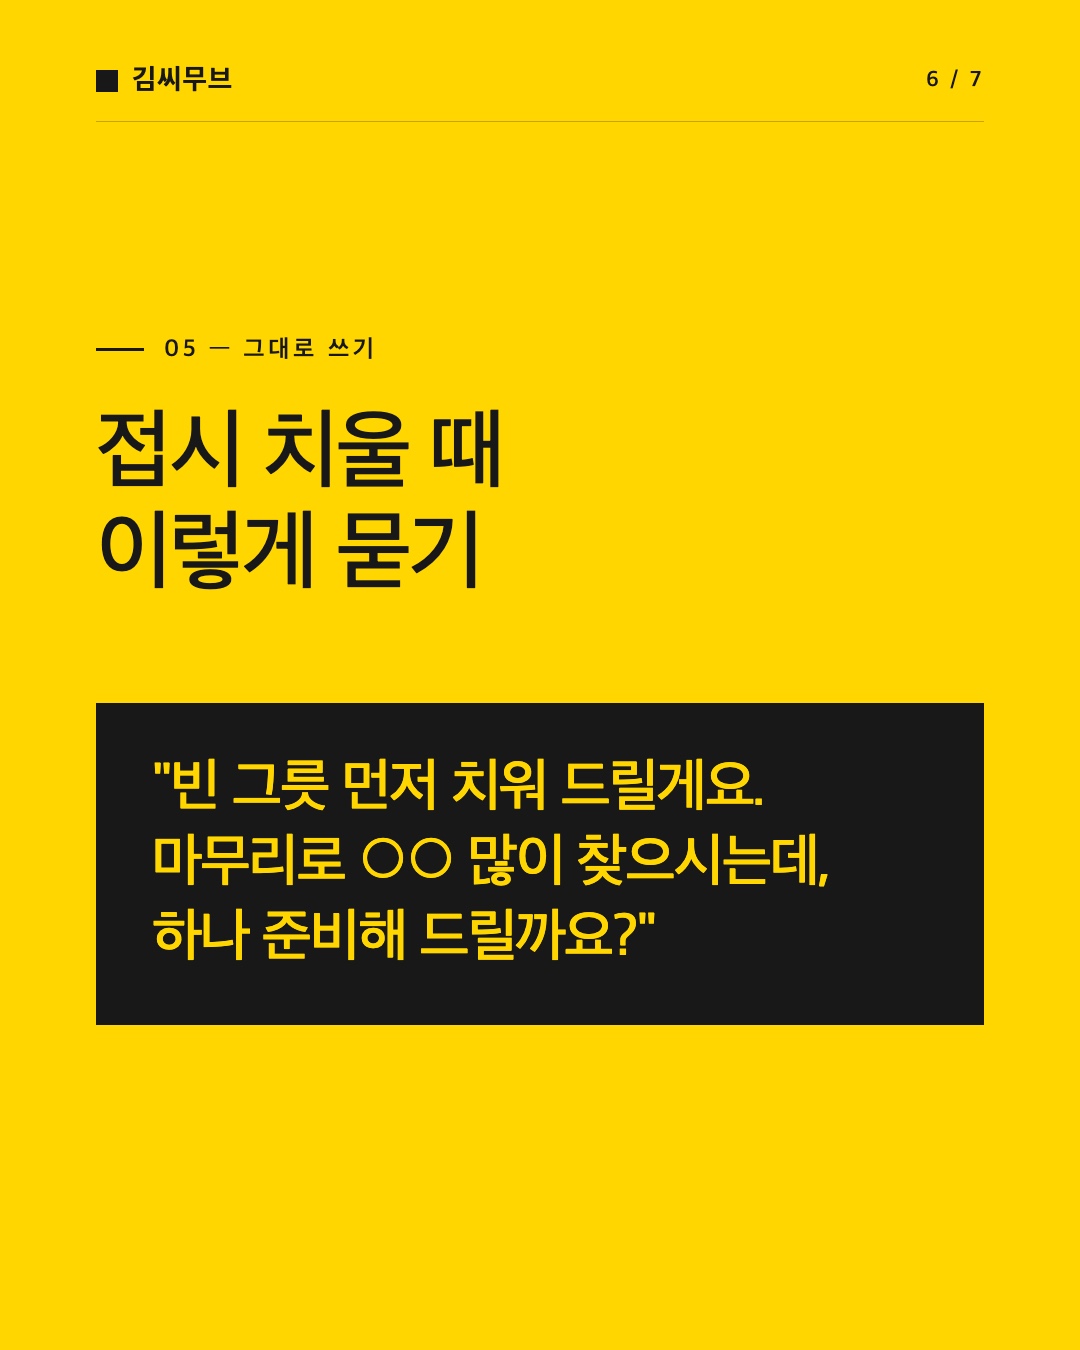 김씨무브
6 / 7
05 — 그대로 쓰기
접시 치울 때
이렇게 묻기
"빈 그릇 먼저 치워 드릴게요.
마무리로 ○○ 많이 찾으시는데,
하나 준비해 드릴까요?"